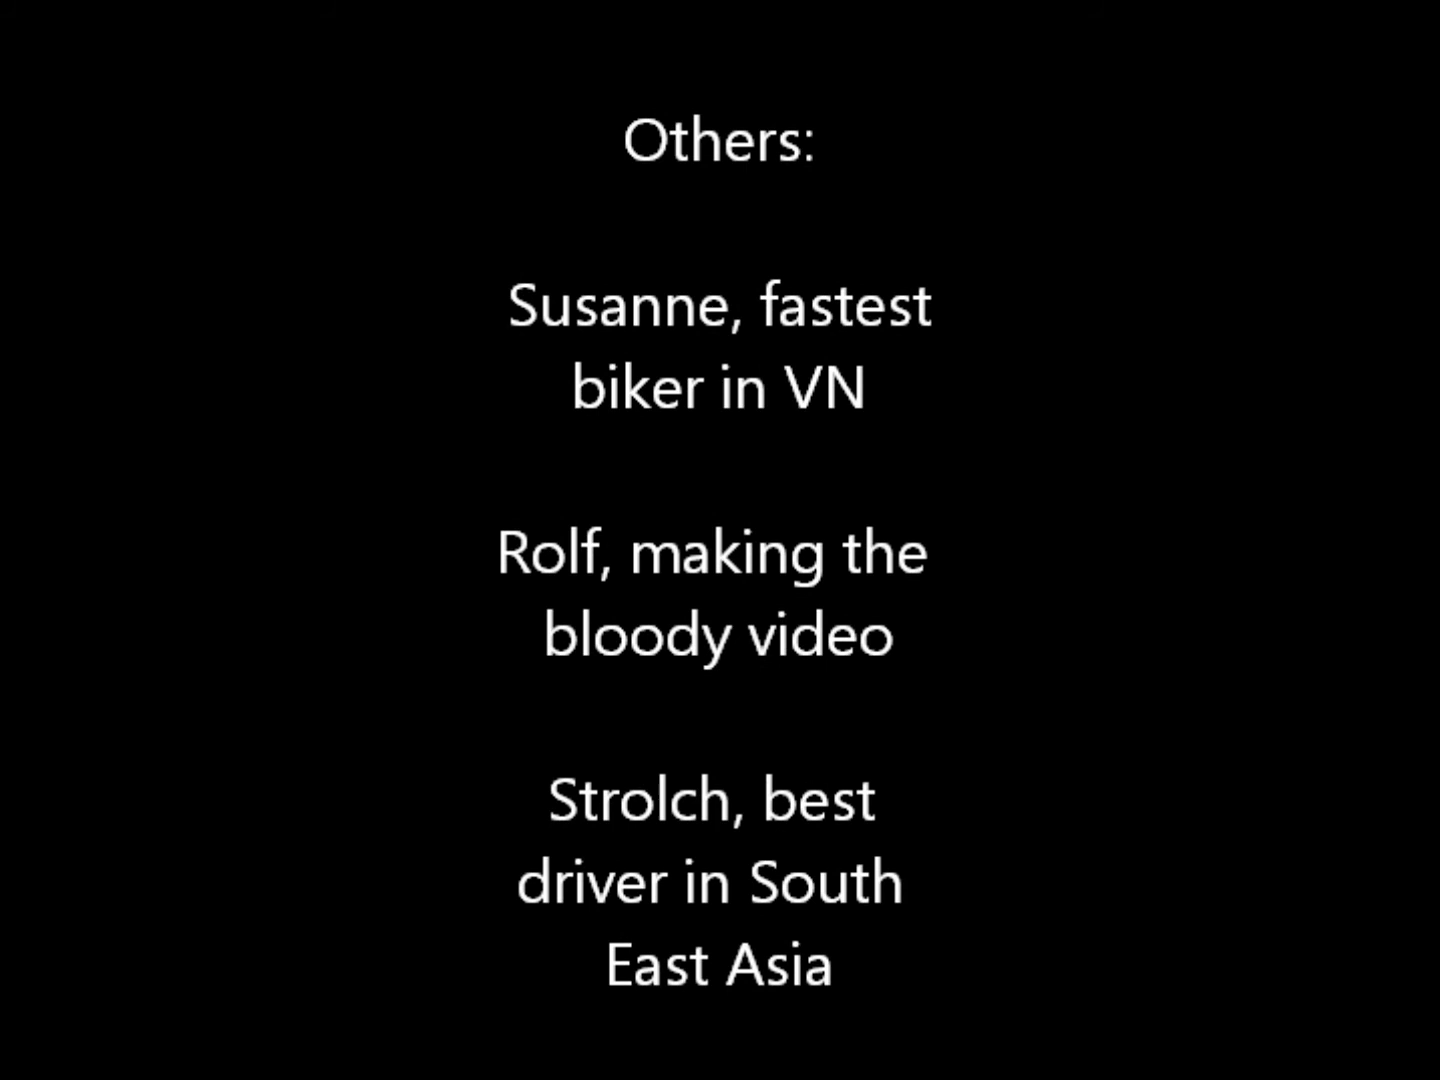 Others:
Susanne, fastest
biker in VN
Rolf, making the
bloody video
Strolch, best
driver in South
East Asia